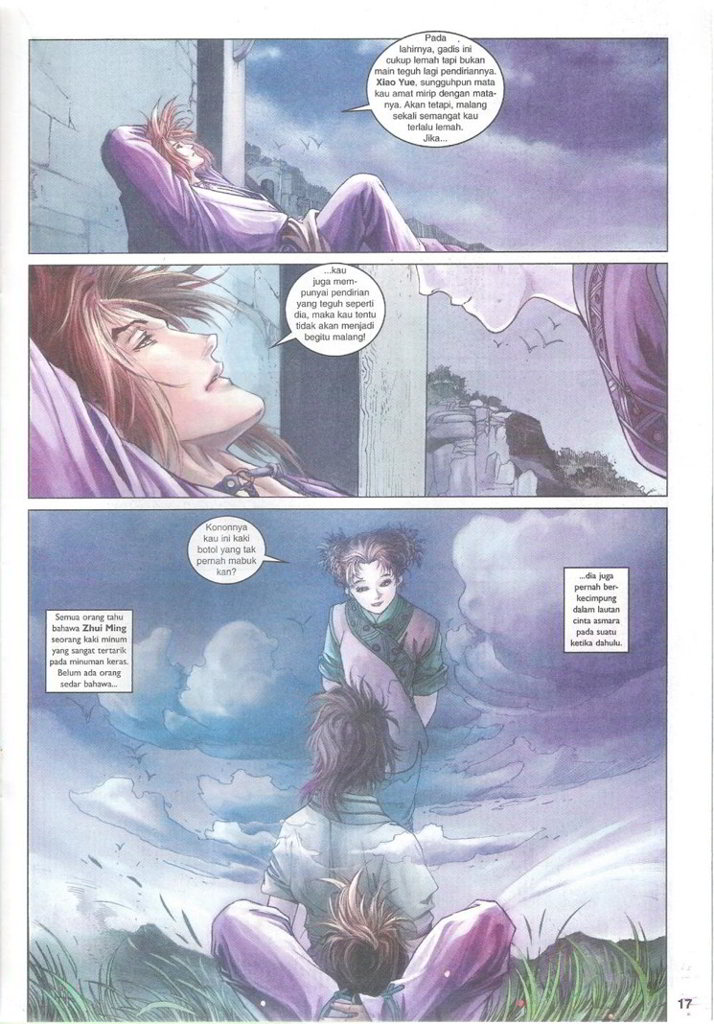 Pada
lahirnya, gadis ini
cukup lemah tapi bukan
main teguh lagi pendiriannya.
Xiao Yue, sungguhpun mata
kau amat mirip dengan mata-
nya. Akan tetapi, malang
sekali semangat kau
terlalu lemah.
Jika...
...kau
juga mem-
punyai pendirian
yang teguh seperti
dia, maka kau tentu
tidak akan menjadi
begitu malang!
Kononnya
kau ini kaki
botol yang tak
pernah mabuk
kan?
Semua orang tahu
bahawa Zhui Ming
seorang kaki minum
yang sangat tertarik
pada minuman keras.
Belum ada orang
sedar bahawa...
...dia juga
pernah ber-
kecimpung
dalam lautan
cinta asmara
pada suatu
ketika dahulu.
17